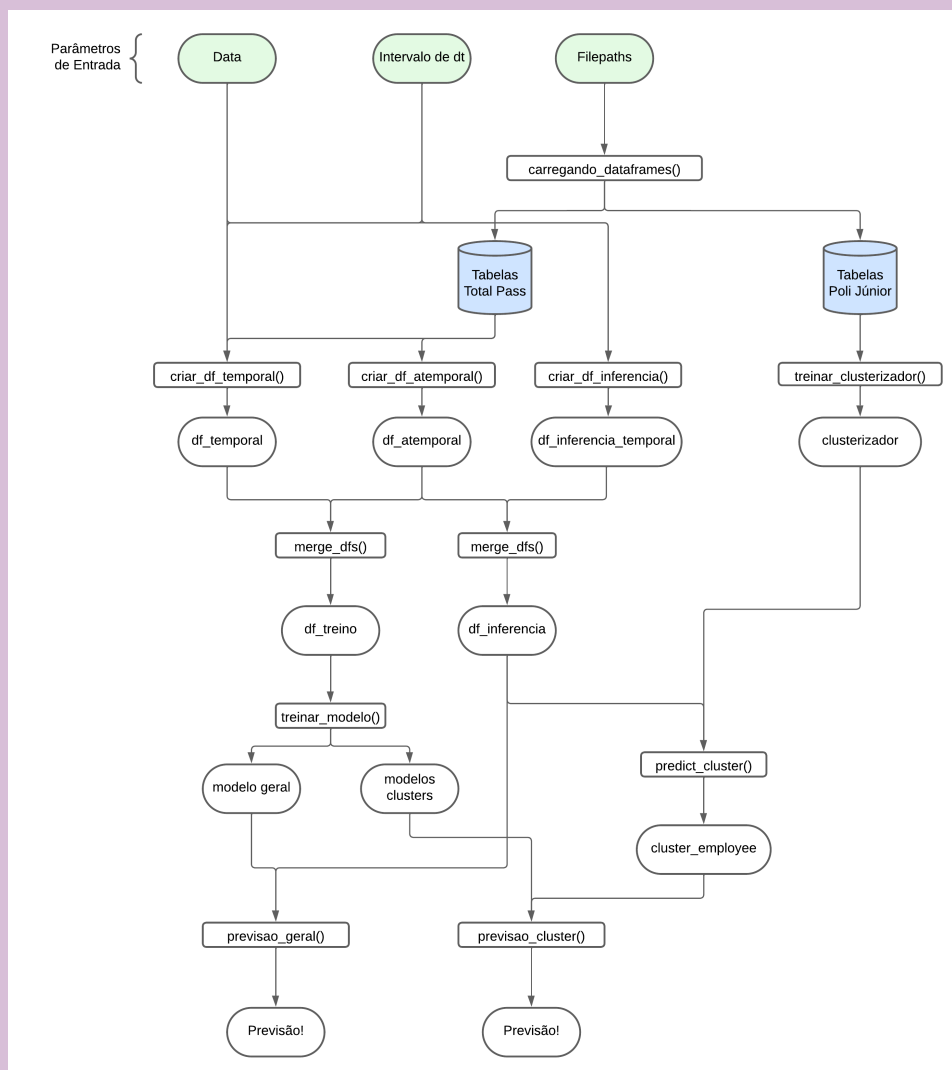 Parâmetros
de Entrada
Data
Intervalo de dt
Filepaths
carregando_dataframes()
Tabelas
Total Pass
Tabelas
Poli Júnior
criar_df_temporal()
criar_df_atemporal()
criar_df_inferencia()
treinar_clusterizador()
df_temporal
df_atemporal
df_inferencia_temporal
clusterizador
merge_dfs()
merge_dfs()
df_treino
df_inferencia
treinar_modelo()
predict_cluster()
modelo geral
modelos
clusters
cluster_employee
previsao_geral()
previsao_cluster()
Previsão!
Previsão!